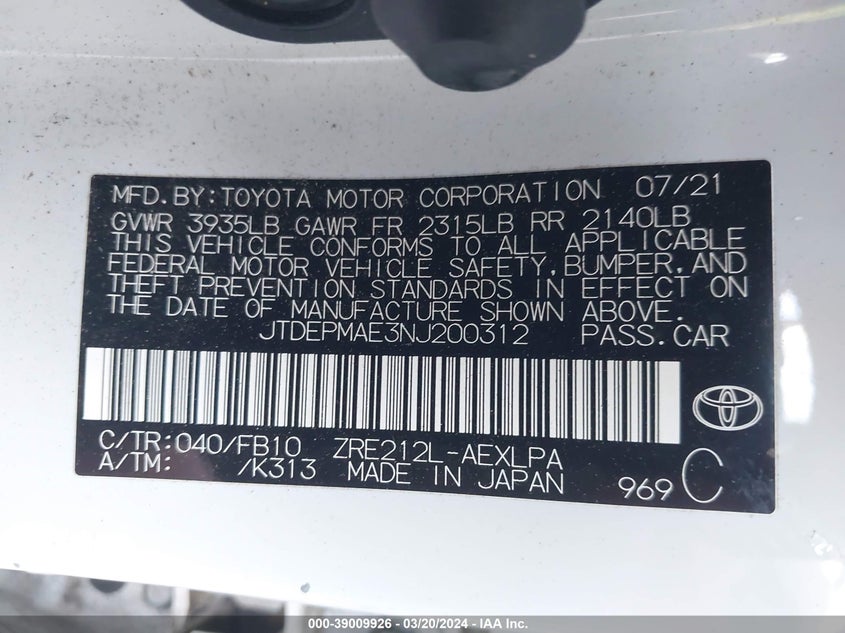 MFD.BY:TOYOTA MOTOR CORPORATION 07/21
GVWR 3935LB GAWR FR 2315LB RR 2140LB
THIS VEHICLE CONFORMS TO ALL APPLICABLE
FEDERAL MOTOR VEHICLE SAFETY,BUMPER,AND
THEFT PREVENTION STANDARDS IN EFFECT ON
THE DATE OF MANUFACTURE SHOWN ABOVE.
JTDEPMAE3NJ200312 PASS.CAR
C/TR:040/FB10 ZRE212L-AEXLPA
A/TM: /K313 MADE IN JAPAN 969 C
000-39009926 - 03/20/2024 - IAA Inc.